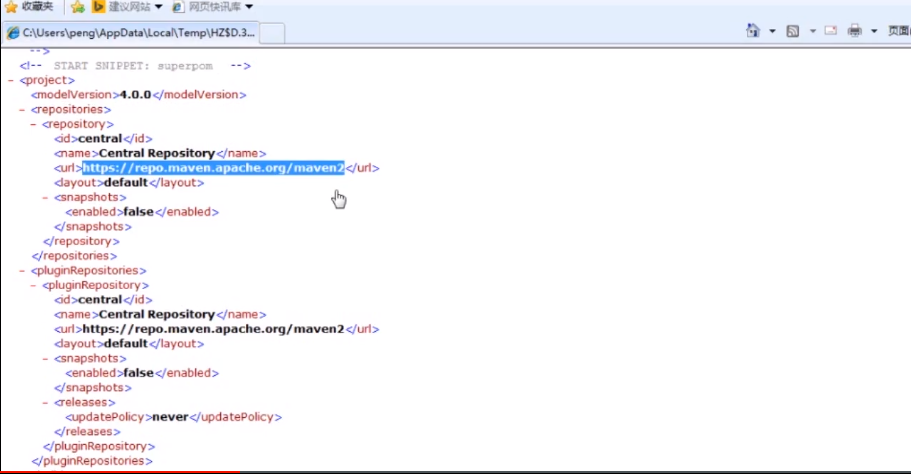 收藏夹 建议网站 ▼ 网页快讯库 ▼
C:\Users\peng\AppData\Local\Temp\HZ$D.3... 页面
-->
<!-- START SNIPPET: superpom -->
- <project>
<modelVersion>4.0.0</modelVersion>
- <repositories>
- <repository>
<id>central</id>
<name>Central Repository</name>
<url>https://repo.maven.apache.org/maven2</url>
<layout>default</layout>
- <snapshots>
<enabled>false</enabled>
</snapshots>
</repository>
</repositories>
- <pluginRepositories>
- <pluginRepository>
<id>central</id>
<name>Central Repository</name>
<url>https://repo.maven.apache.org/maven2</url>
<layout>default</layout>
- <snapshots>
<enabled>false</enabled>
</snapshots>
- <releases>
<updatePolicy>never</updatePolicy>
</releases>
</pluginRepository>
</pluginRepositories>